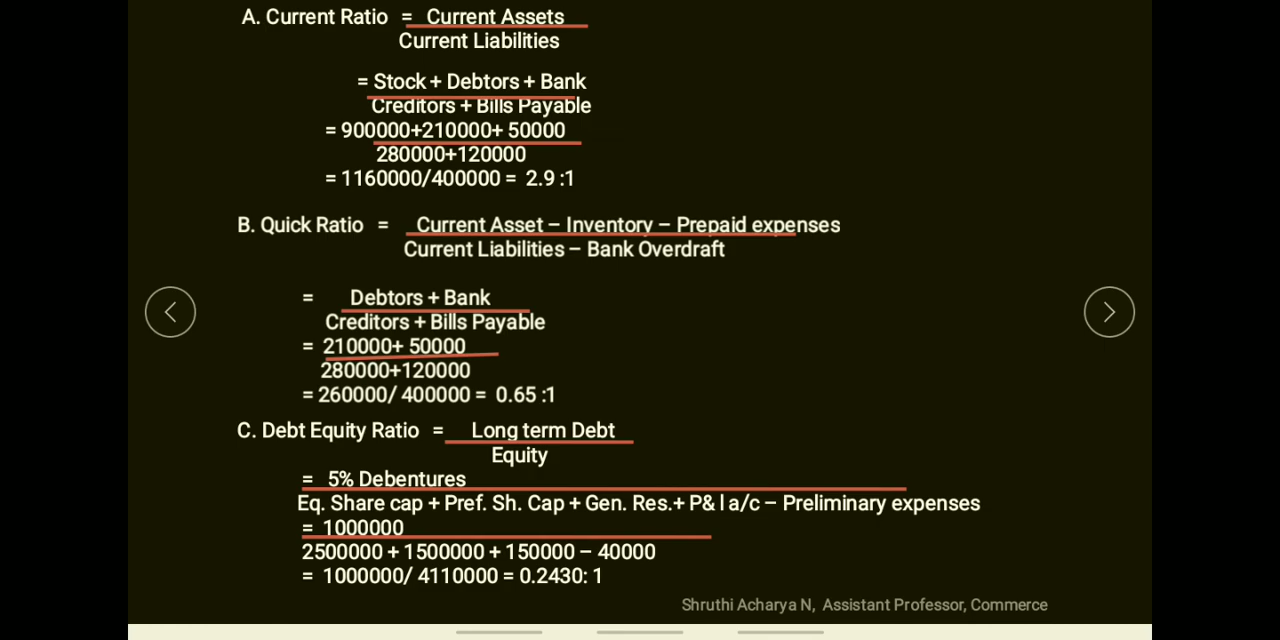 A. Current Ratio = Current Assets
Current Liabilities
= Stock + Debtors + Bank
Creditors + Bills Payable
= 900000+210000+ 50000
280000+120000
= 1160000/400000 = 2.9 :1
B. Quick Ratio = Current Asset – Inventory – Prepaid expenses
Current Liabilities – Bank Overdraft
= Debtors + Bank
Creditors + Bills Payable
= 210000+ 50000
280000+120000
= 260000/ 400000 = 0.65 :1
C. Debt Equity Ratio = Long term Debt
Equity
= 5% Debentures
Eq. Share cap + Pref. Sh. Cap + Gen. Res.+ P& l a/c – Preliminary expenses
= 1000000
2500000 + 1500000 + 150000 – 40000
= 1000000/ 4110000 = 0.2430: 1
Shruthi Acharya N, Assistant Professor, Commerce